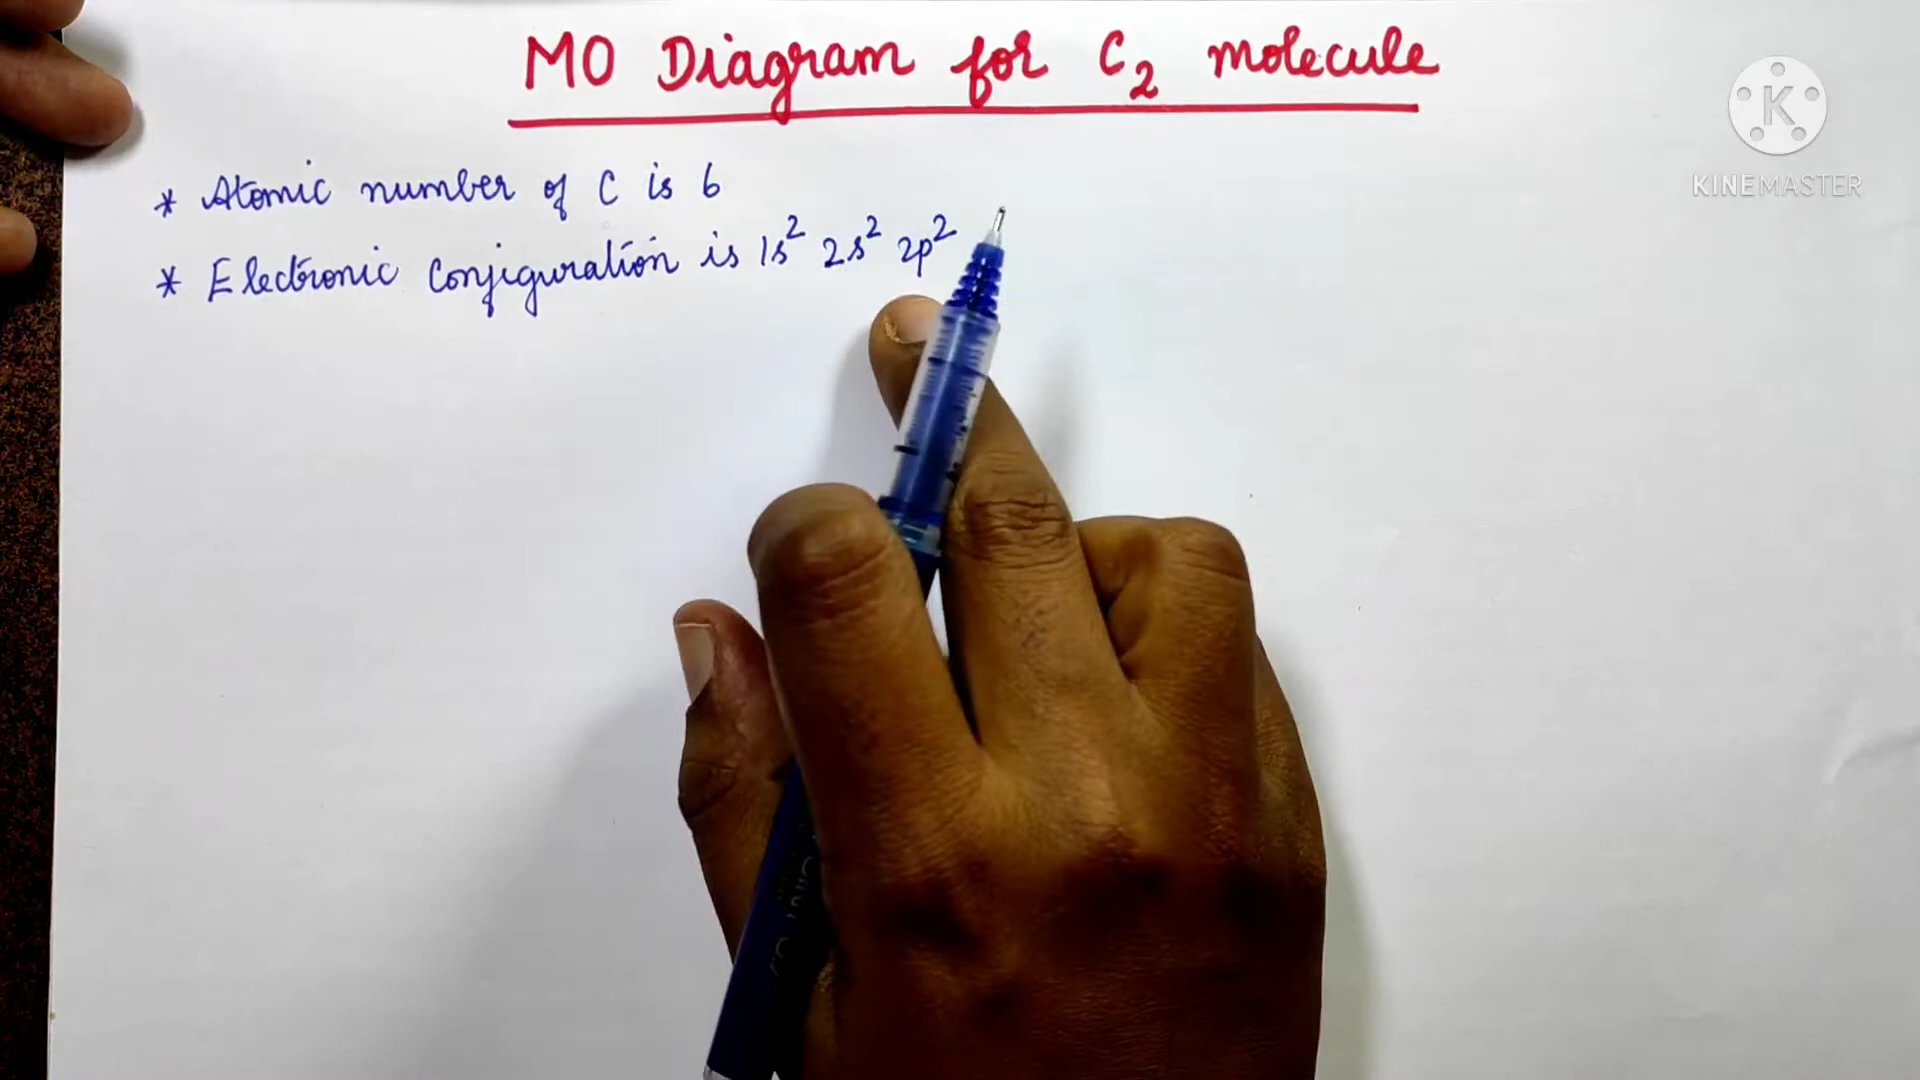 MO Diagram for C₂ molecule
K
KINEMASTER
* Atomic number of C is 6
* Electronic Configuration is 1s² 2s² 2p²